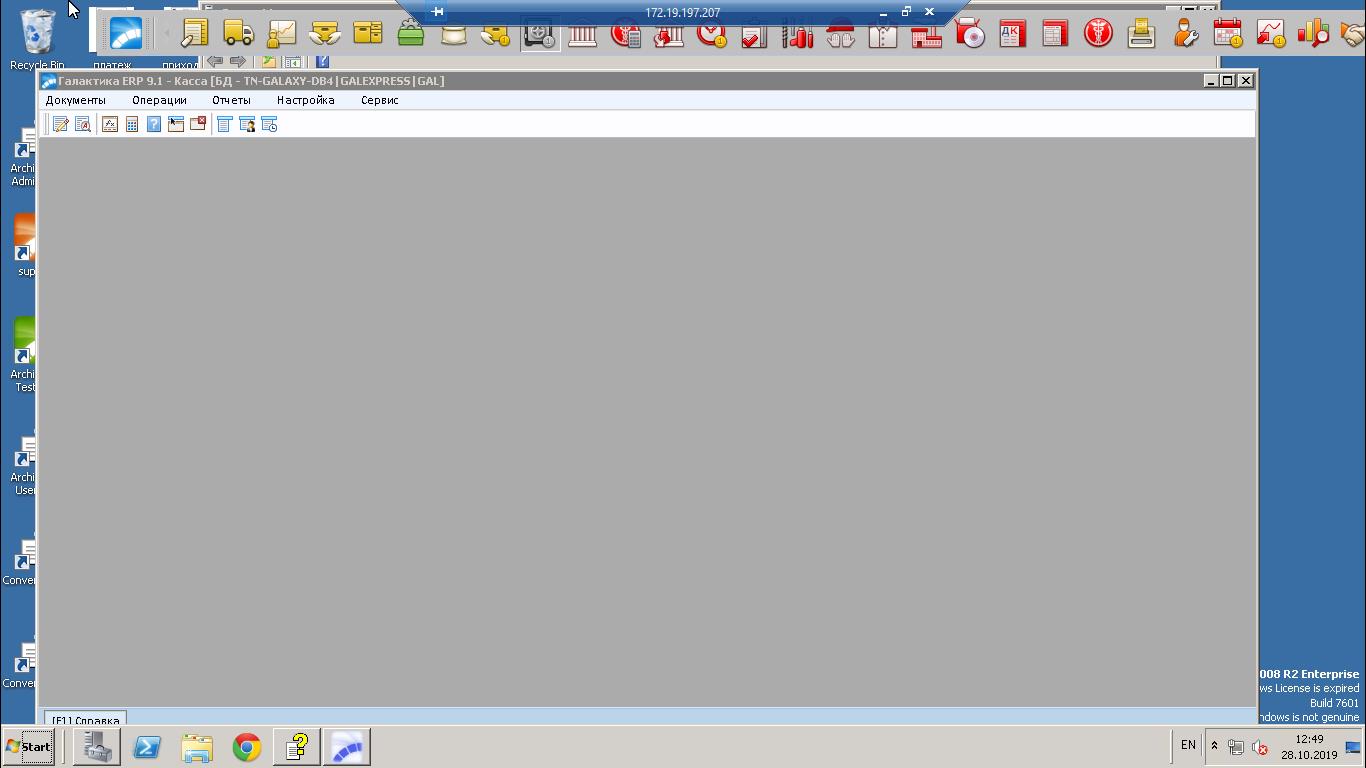 172.19.197.207
Recycle Bin
платеж
приход
Галактика ERP 9.1 - Касса [БД - TN-GALAXY-DB4|GALEXPRESS|GAL]
Документы Операции Отчеты Настройка Сервис
Archi
Admi
sup
Archi
Test
Archi
User
Conver
Conver
008 R2 Enterprise
ws License is expired
Build 7601
ndows is not genuine
[F1] Справка
Start
EN
12:49
28.10.2019